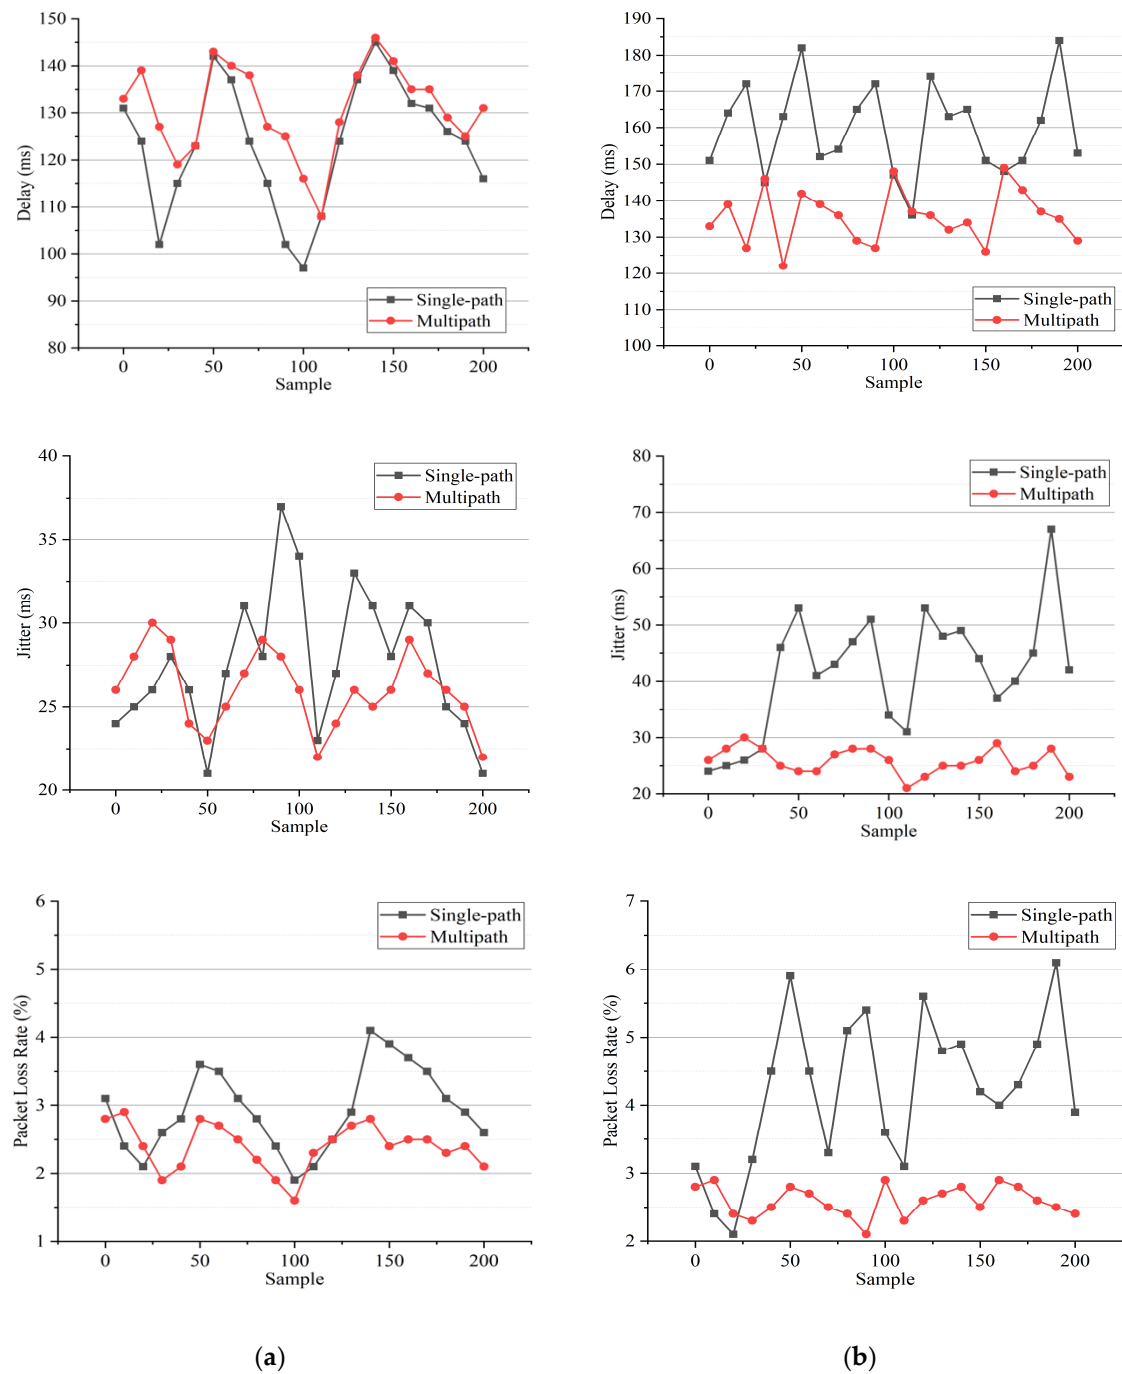 150
140
130
120
110
100
90
80
Delay (ms)
Single-path
Multipath
0 50 100 150 200
Sample
190
180
170
160
150
140
130
120
110
100
Delay (ms)
Single-path
Multipath
0 50 100 150 200
Sample
40
35
30
25
20
Jitter (ms)
Single-path
Multipath
0 50 100 150 200
Sample
80
70
60
50
40
30
20
Jitter (ms)
Single-path
Multipath
0 50 100 150 200
Sample
6
5
4
3
2
1
Packet Loss Rate (%)
Single-path
Multipath
0 50 100 150 200
Sample
7
6
5
4
3
2
Packet Loss Rate (%)
Single-path
Multipath
0 50 100 150 200
Sample
(a)
(b)